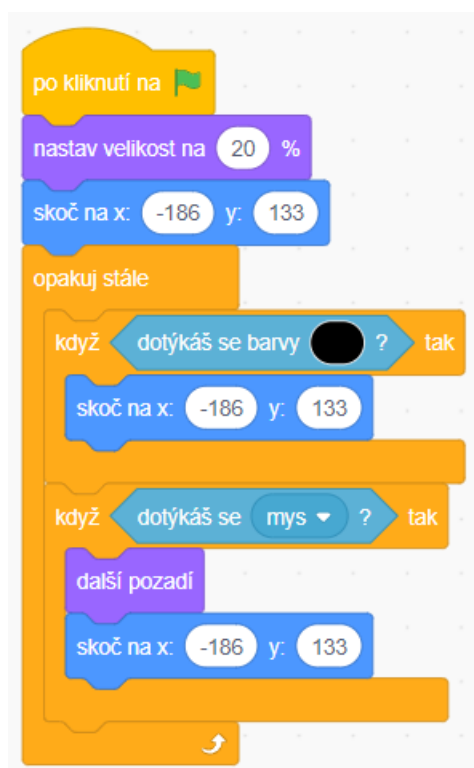 po kliknutí na
nastav velikost na 20 %
skoč na x: -186 y: 133
opakuj stále
když dotýkáš se barvy ? tak
skoč na x: -186 y: 133
když dotýkáš se mys ? tak
další pozadí
skoč na x: -186 y: 133